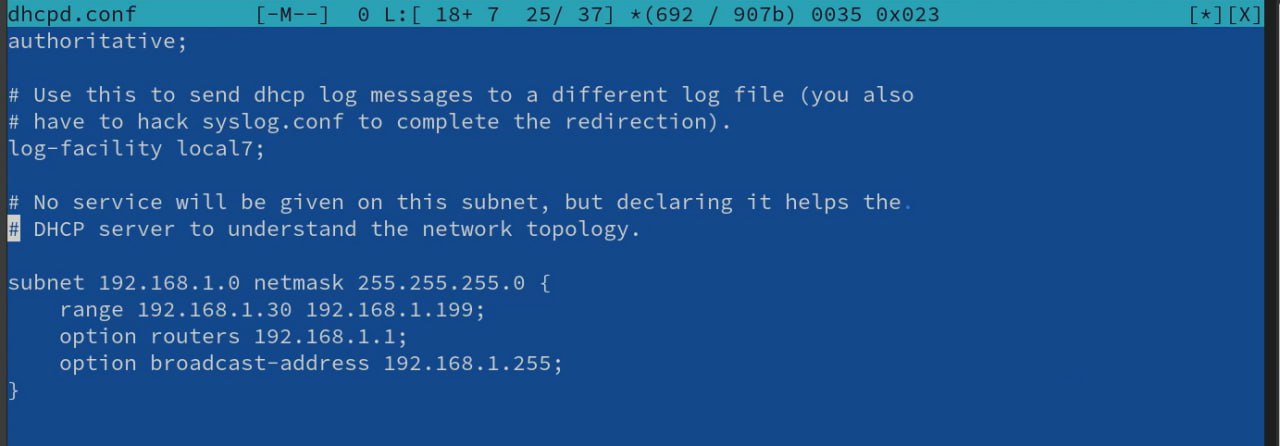 dhcpd.conf [-M--] 0 L:[ 18+ 7 25/ 37] *(692 / 907b) 0035 0x023 [*][X]
authoritative;
# Use this to send dhcp log messages to a different log file (you also
# have to hack syslog.conf to complete the redirection).
log-facility local7;
# No service will be given on this subnet, but declaring it helps the.
# DHCP server to understand the network topology.
subnet 192.168.1.0 netmask 255.255.255.0 {
    range 192.168.1.30 192.168.1.199;
    option routers 192.168.1.1;
    option broadcast-address 192.168.1.255;
}